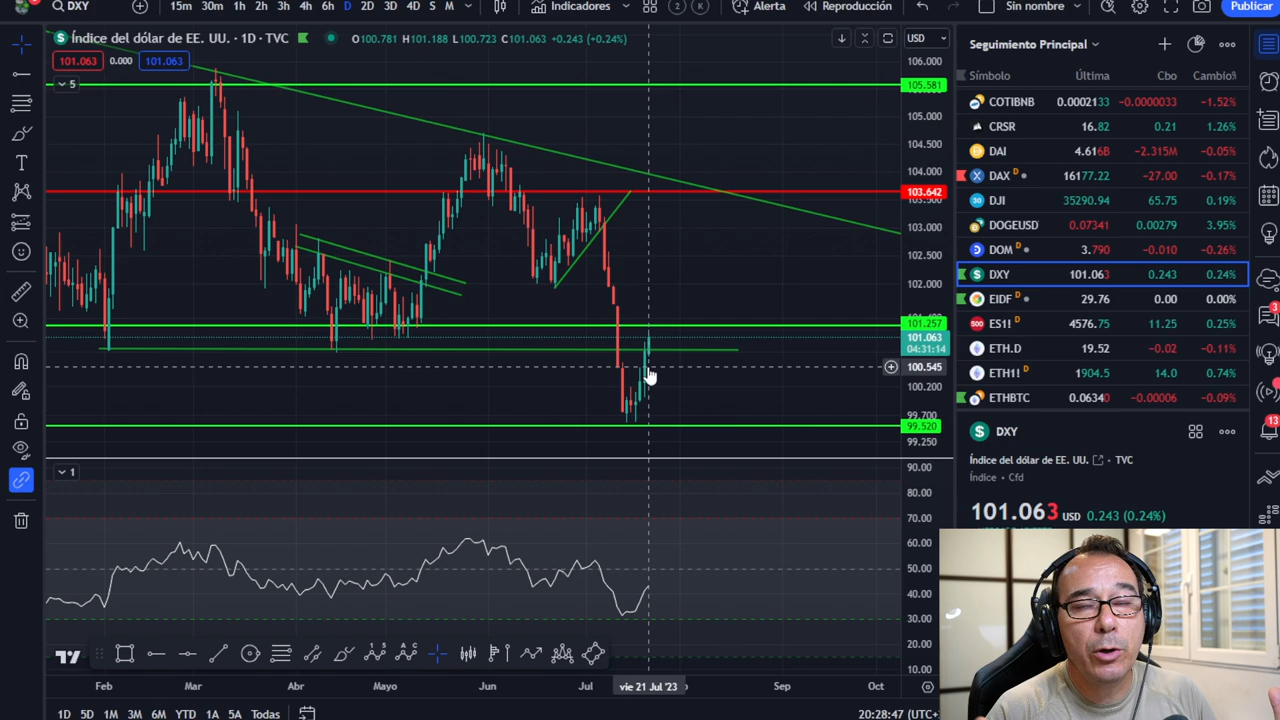 DXY
15m 30m 1h 2h 3h 4h 6h D 2D 3D 4D S M
Indicadores
2 K
Alerta
Reproducción
Sin nombre
Publicar
Índice del dólar de EE. UU. · 1D · TVC
O100.781 H101.188 L100.723 C101.063 +0.243 (+0.24%)
101.063 0.000 101.063
5
USD
106.000
105.581
105.000
104.500
104.000
103.642
103.000
102.500
102.000
101.257
101.063
04:31:14
100.545
100.200
99.700
99.520
99.250
1
90.00
80.00
70.00
60.00
50.00
40.00
30.00
20.00
10.00
Feb Mar Abr Mayo Jun Jul vie 21 Jul '23 Sep Oct
1D 5D 1M 3M 6M YTD 1A 5A Todas
20:28:47 (UTC+
Seguimiento Principal
Símbolo Última Cbo Cambio%
COTIBNB 0.0002133 -0.0000033 -1.52%
CRSR 16.82 0.21 1.26%
DAI 4.616B -2.315M -0.05%
DAX D 16177.22 -27.00 -0.17%
DJI 35290.94 65.75 0.19%
DOGEUSD 0.07341 0.00279 3.95%
DOM D 3.790 -0.010 -0.26%
DXY 101.063 0.243 0.24%
EIDF D 29.76 0.00 0.00%
ES1! D 4576.75 11.25 0.25%
ETH.D 19.52 -0.02 -0.11%
ETH1! D 1904.5 14.0 0.74%
ETHBTC 0.0634 -0.00006 -0.09%
DXY
Índice del dólar de EE. UU. · TVC
Índice · Cfd
101.063 USD 0.243 (0.24%)
3
13